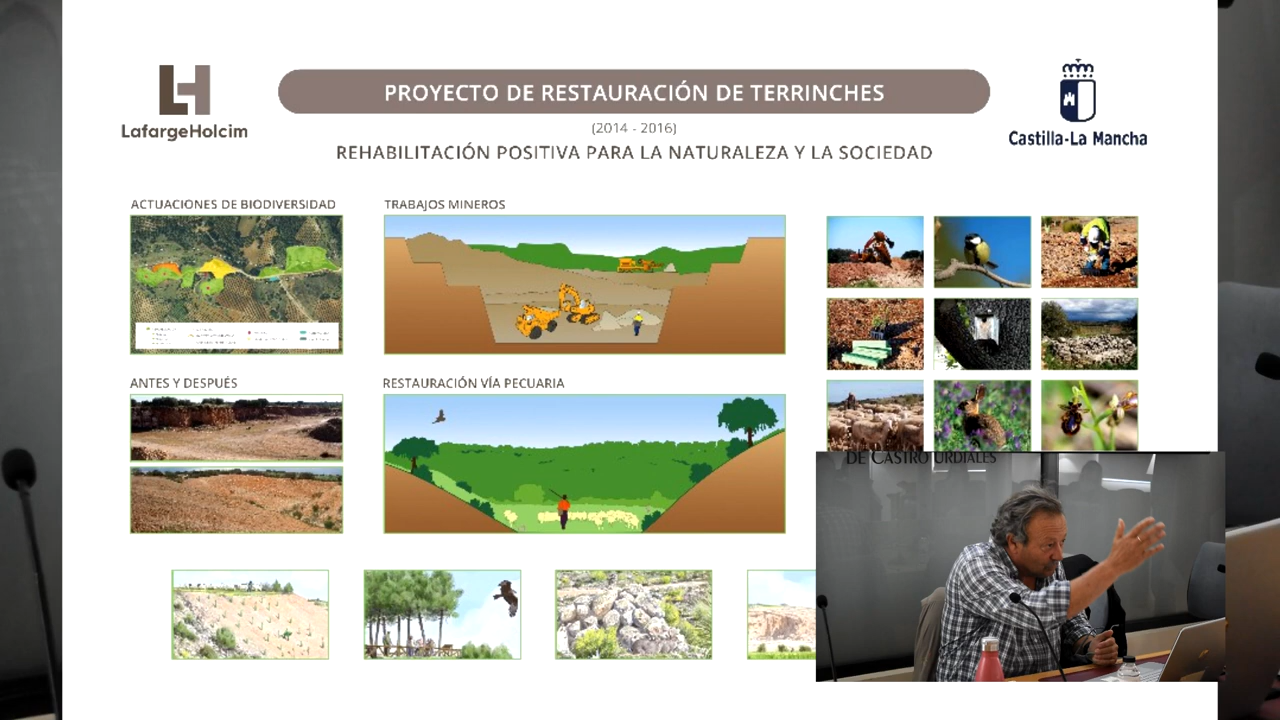 LafargeHolcim
PROYECTO DE RESTAURACIÓN DE TERRINCHES
(2014 - 2016)
REHABILITACIÓN POSITIVA PARA LA NATURALEZA Y LA SOCIEDAD
Castilla-La Mancha
ACTUACIONES DE BIODIVERSIDAD
TRABAJOS MINEROS
ANTES Y DESPUÉS
RESTAURACIÓN VÍA PECUARIA
DE CASTRO URDIALES